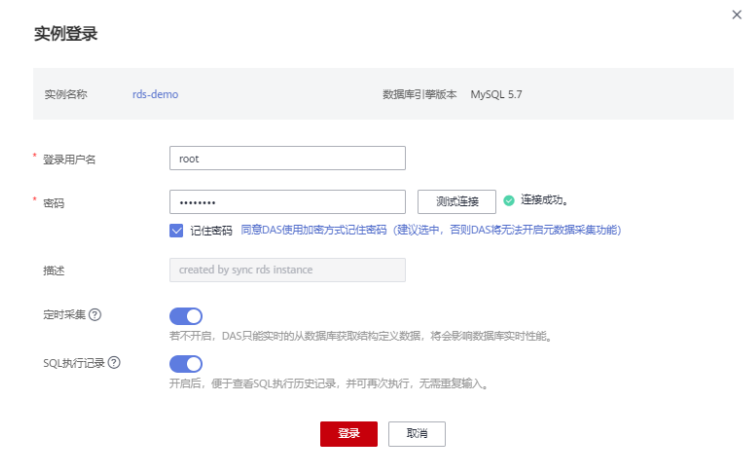 ×
实例登录
实例名称 rds-demo 数据库引擎版本 MySQL 5.7
* 登录用户名 root
* 密码 •••••••• 测试连接 连接成功。
记住密码 同意DAS使用加密方式记住密码（建议选中，否则DAS将无法开启元数据采集功能）
描述 created by sync rds instance
定时采集 ?
若不开启，DAS只能实时的从数据库获取结构定义数据，将会影响数据库实时性能。
SQL执行记录 ?
开启后，便于查看SQL执行历史记录，并可再次执行，无需重复输入。
登录 取消